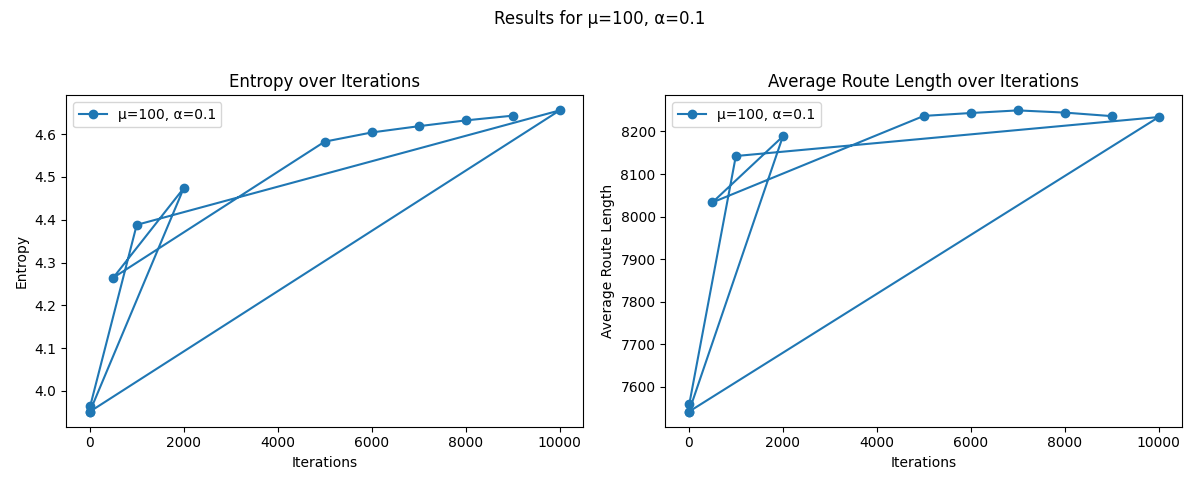 Results for μ=100, α=0.1
Entropy over Iterations
μ=100, α=0.1
Entropy
4.6
4.5
4.4
4.3
4.2
4.1
4.0
0 2000 4000 6000 8000 10000
Iterations
Average Route Length over Iterations
μ=100, α=0.1
Average Route Length
8200
8100
8000
7900
7800
7700
7600
0 2000 4000 6000 8000 10000
Iterations